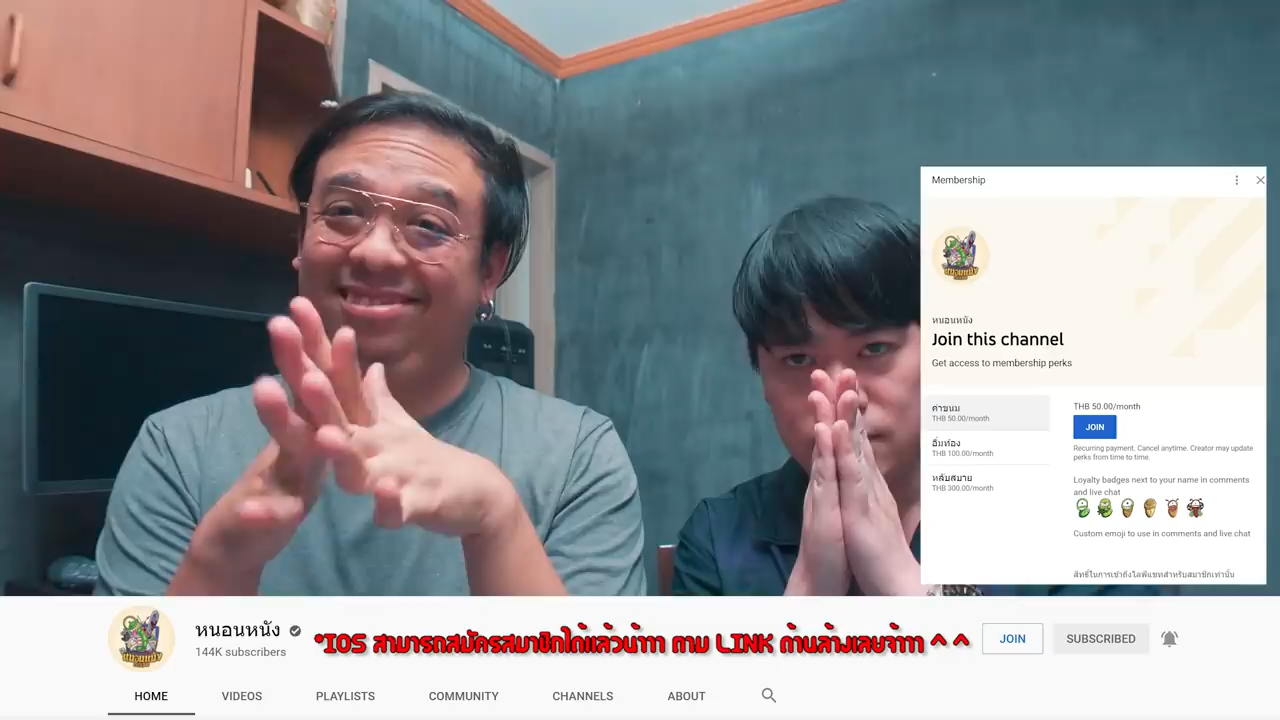 Membership
หนอนหนัง
Join this channel
Get access to membership perks
ค่าขนม
THB 50.00/month
อิ่มท้อง
THB 100.00/month
หลับสบาย
THB 300.00/month
THB 50.00/month
JOIN
Recurring payment. Cancel anytime. Creator may update
perks from time to time.
Loyalty badges next to your name in comments
and live chat
Custom emoji to use in comments and live chat
สิทธิ์ในการเข้าถึงไลฟ์แชทสำหรับสมาชิกเท่านั้น
หนอนหนัง
144K subscribers
*IOS สามารถสมัครสมาชิกได้แล้วน้าาา ตาม LINK ด้านล่างเลยจ้าาา ^ ^
JOIN
SUBSCRIBED
HOME VIDEOS PLAYLISTS COMMUNITY CHANNELS ABOUT